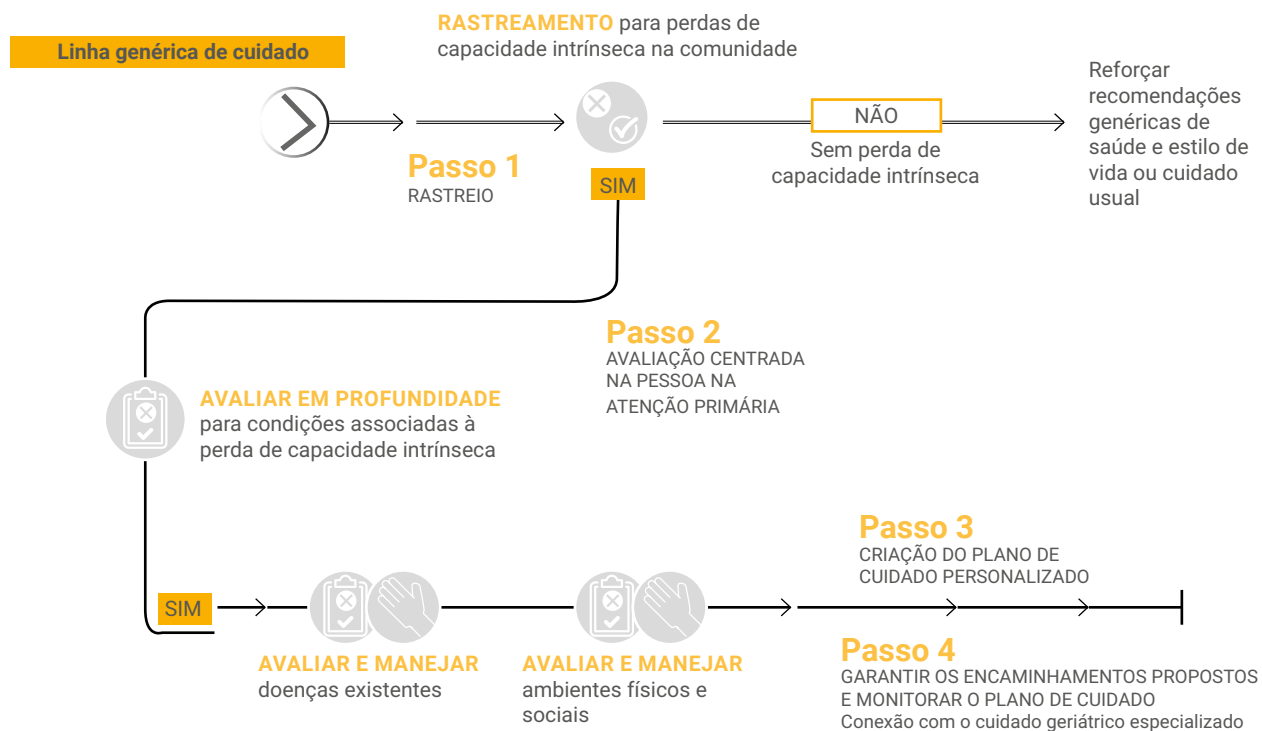 Linha genérica de cuidado
RASTREAMENTO para perdas de
capacidade intrínseca na comunidade
Passo 1
RASTREIO
SIM
NÃO
Sem perda de
capacidade intrínseca
Reforçar
recomendações
genéricas de
saúde e estilo de
vida ou cuidado
usual
Passo 2
AVALIAÇÃO CENTRADA
NA PESSOA NA
ATENÇÃO PRIMÁRIA
AVALIAR EM PROFUNDIDADE
para condições associadas à
perda de capacidade intrínseca
SIM
AVALIAR E MANEJAR
doenças existentes
AVALIAR E MANEJAR
ambientes físicos e
sociais
Passo 3
CRIAÇÃO DO PLANO DE
CUIDADO PERSONALIZADO
Passo 4
GARANTIR OS ENCAMINHAMENTOS PROPOSTOS
E MONITORAR O PLANO DE CUIDADO
Conexão com o cuidado geriátrico especializado